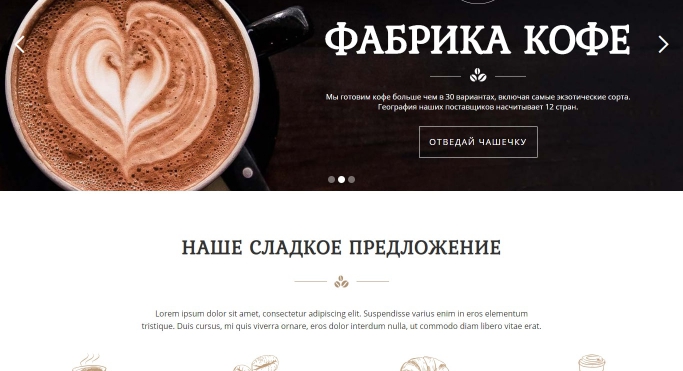 ФАБРИКА КОФЕ
Мы готовим кофе больше чем в 30 вариантах, включая самые экзотические сорта.
География наших поставщиков насчитывает 12 стран.
ОТВЕДАЙ ЧАШЕЧКУ
НАШЕ СЛАДКОЕ ПРЕДЛОЖЕНИЕ
Lorem ipsum dolor sit amet, consectetur adipiscing elit. Suspendisse varius enim in eros elementum
tristique. Duis cursus, mi quis viverra ornare, eros dolor interdum nulla, ut commodo diam libero vitae erat.